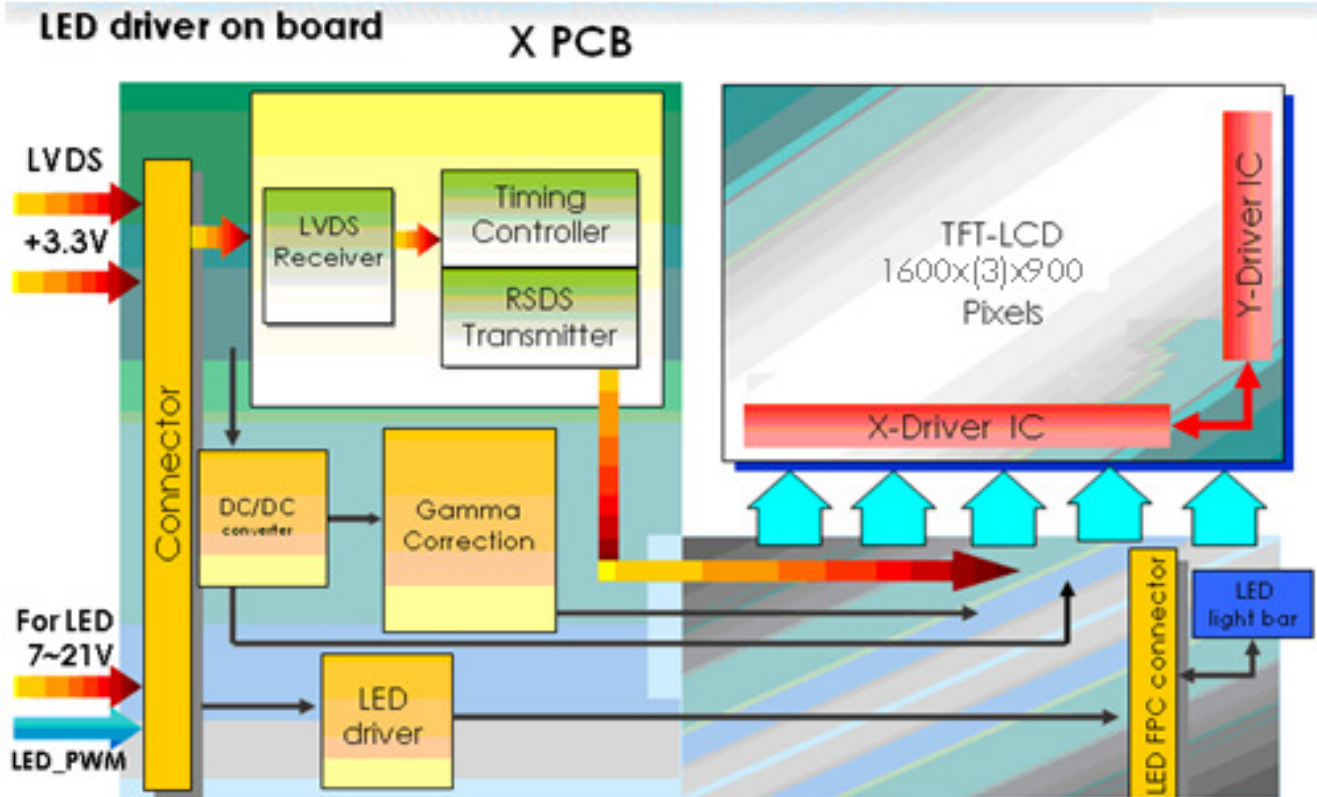 LED driver on board
X PCB
LVDS
+3.3V
Connector
LVDS
Receiver
Timing
Controller
RSDS
Transmitter
TFT-LCD
1600x(3)x900
Pixels
Y-Driver IC
X-Driver IC
DC/DC
converter
Gamma
Correction
For LED
7~21V
LED_PWM
LED
driver
LED FPC connector
LED
light bar